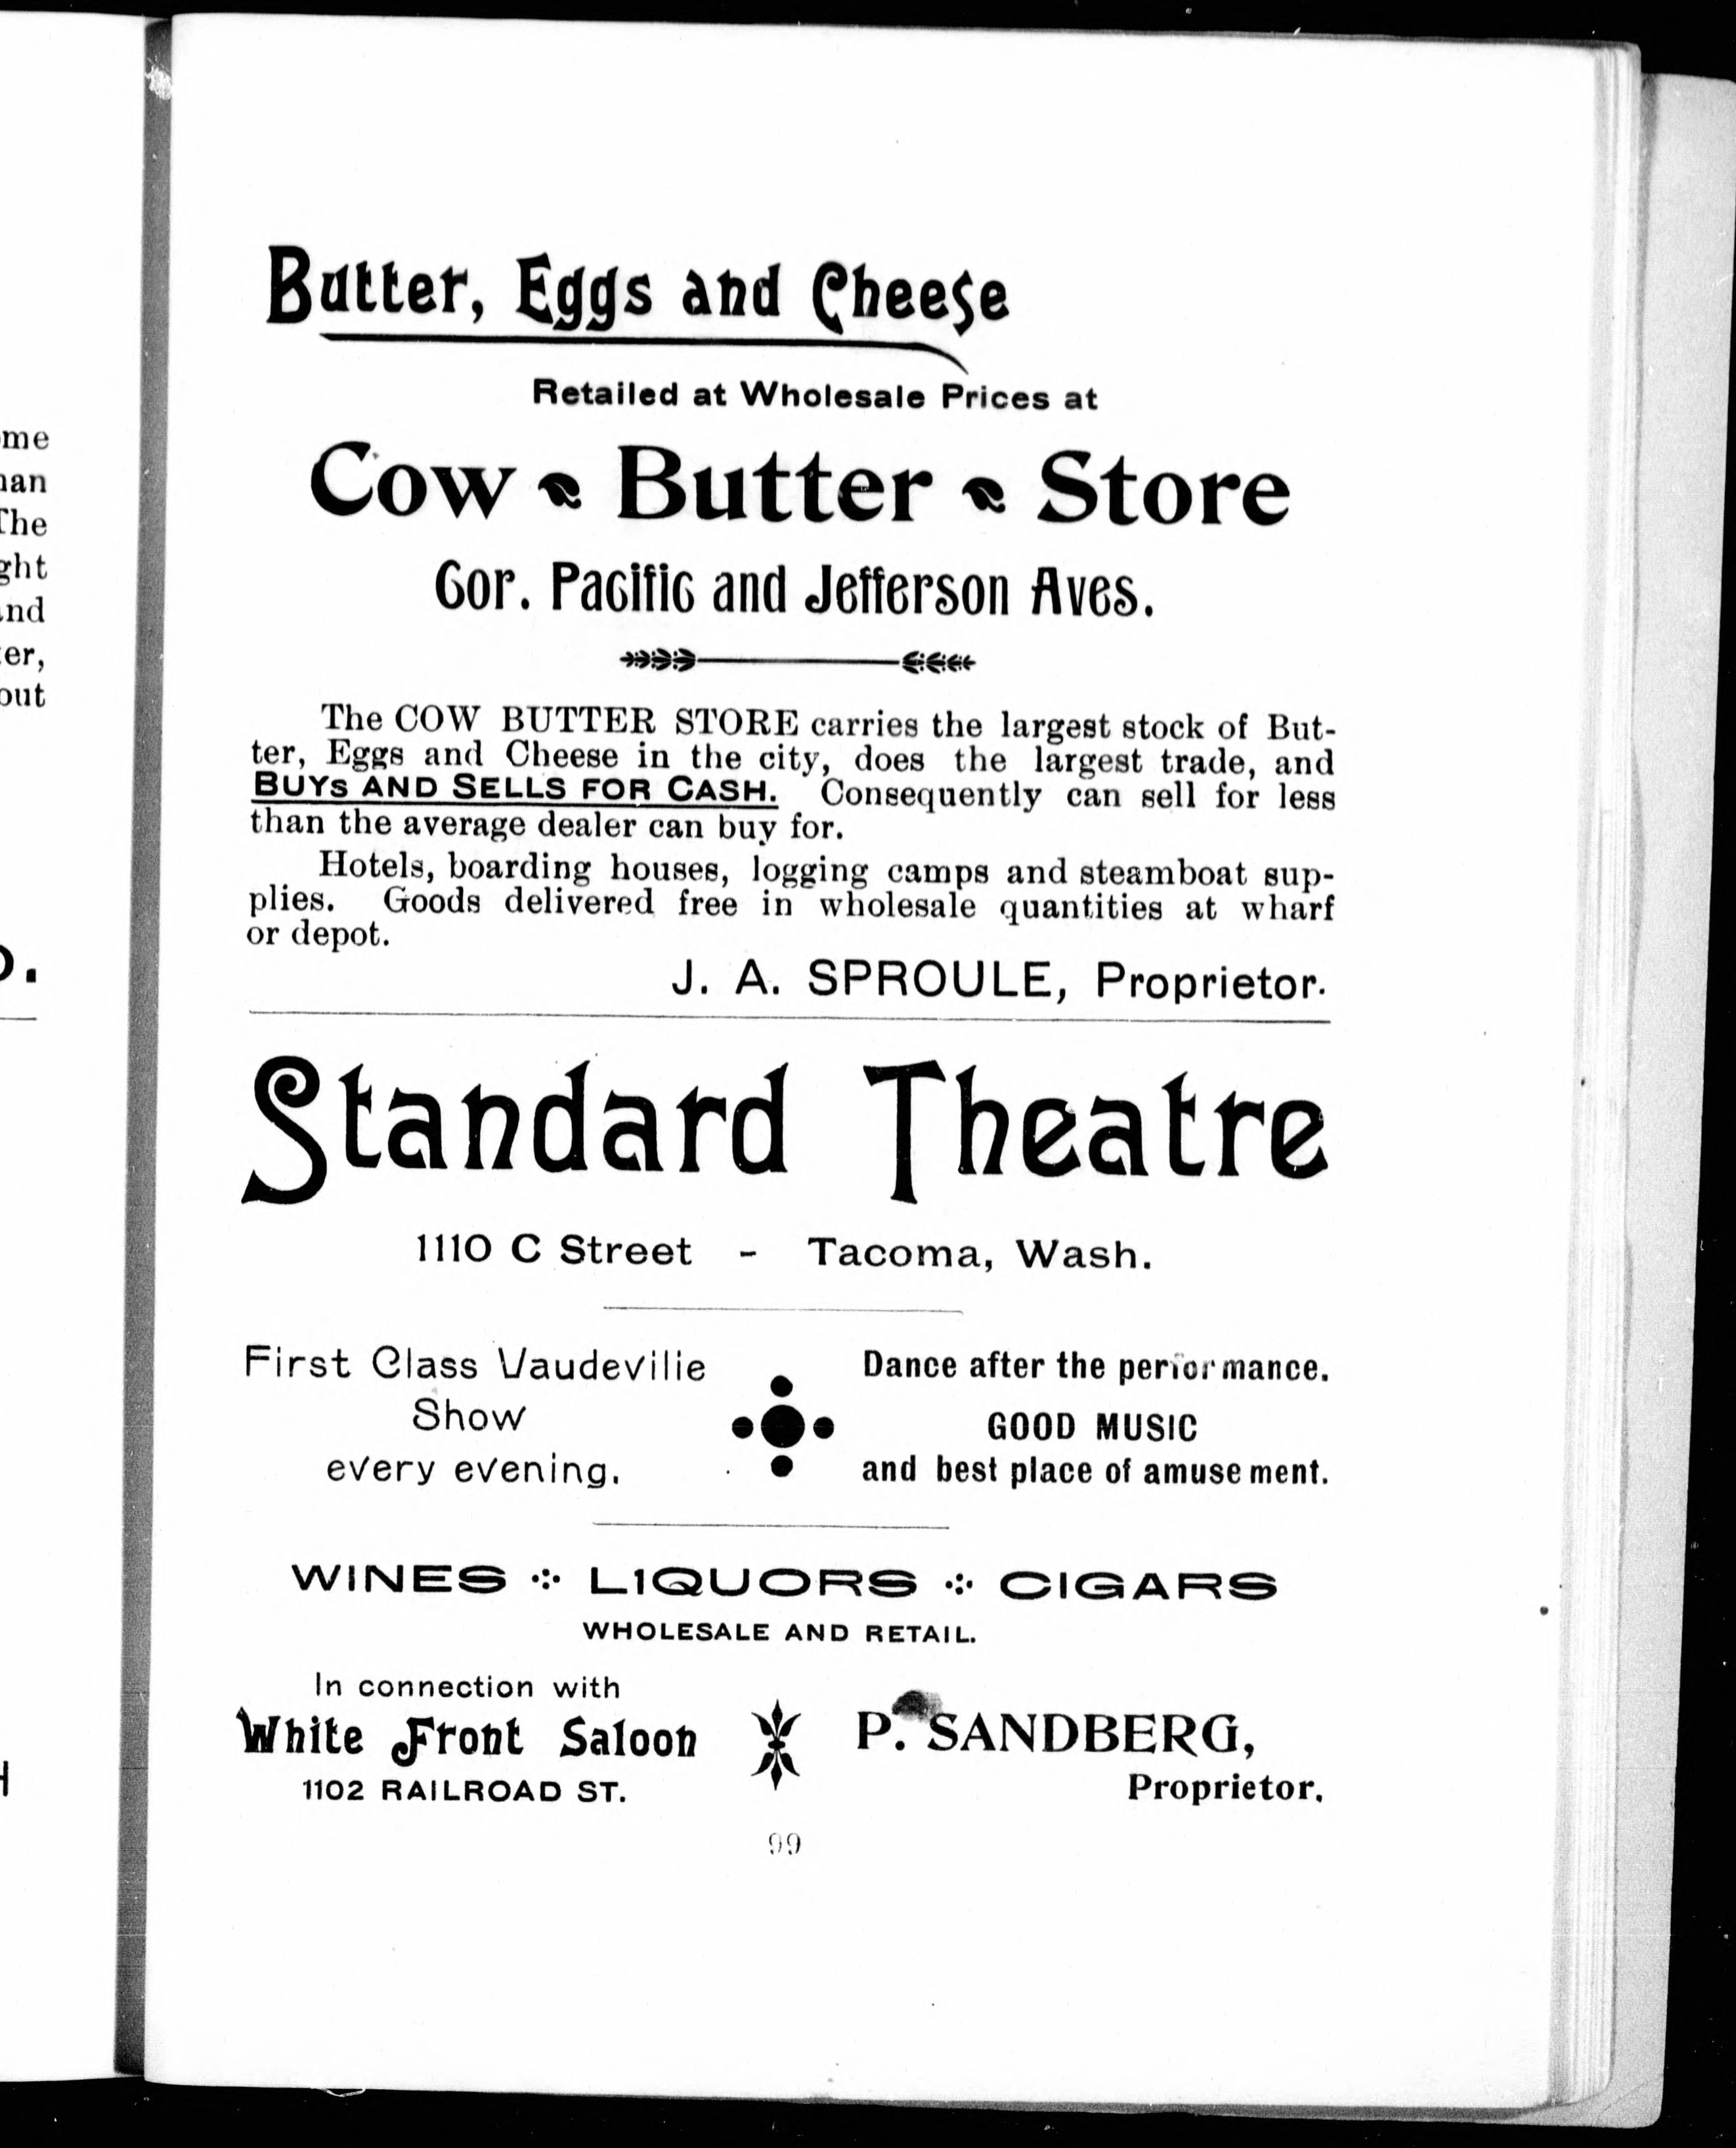 me
han
The
ght
and
ter,
out
Butter, Eggs and Cheese
Retailed at Wholesale Prices at
Cow Butter Store
Cor. Pacific and Jefferson Aves.
The COW BUTTER STORE carries the largest stock of But-
ter, Eggs and Cheese in the city, does the largest trade, and
BUYS AND SELLS FOR CASH. Consequently can sell for less
than the average dealer can buy for.
Hotels, boarding houses, logging camps and steamboat sup-
plies. Goods delivered free in wholesale quantities at wharf
or depot.
J. A. SPROULE, Proprietor.
Standard Theatre
1110 C Street - Tacoma, Wash.
First Class Vaudevilie
Show
every evening.
Dance after the performance.
GOOD MUSIC
and best place of amusement.
WINES LIQUORS CIGARS
WHOLESALE AND RETAIL.
In connection with
White Front Saloon
1102 RAILROAD ST.
P. SANDBERG,
Proprietor.
99